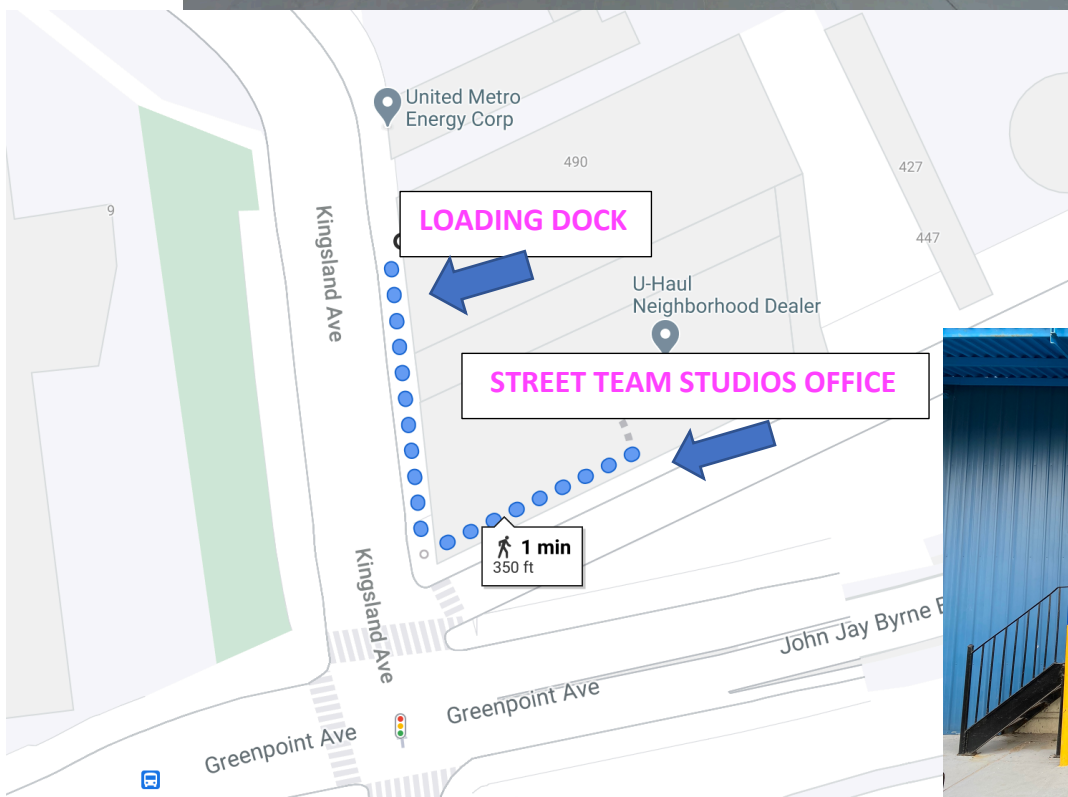 United Metro
Energy Corp
490
427
9
LOADING DOCK
Kingsland Ave
447
U-Haul
Neighborhood Dealer
STREET TEAM STUDIOS OFFICE
1 min
350 ft
Kingsland Ave
John Jay Byrne
Greenpoint Ave
Greenpoint Ave